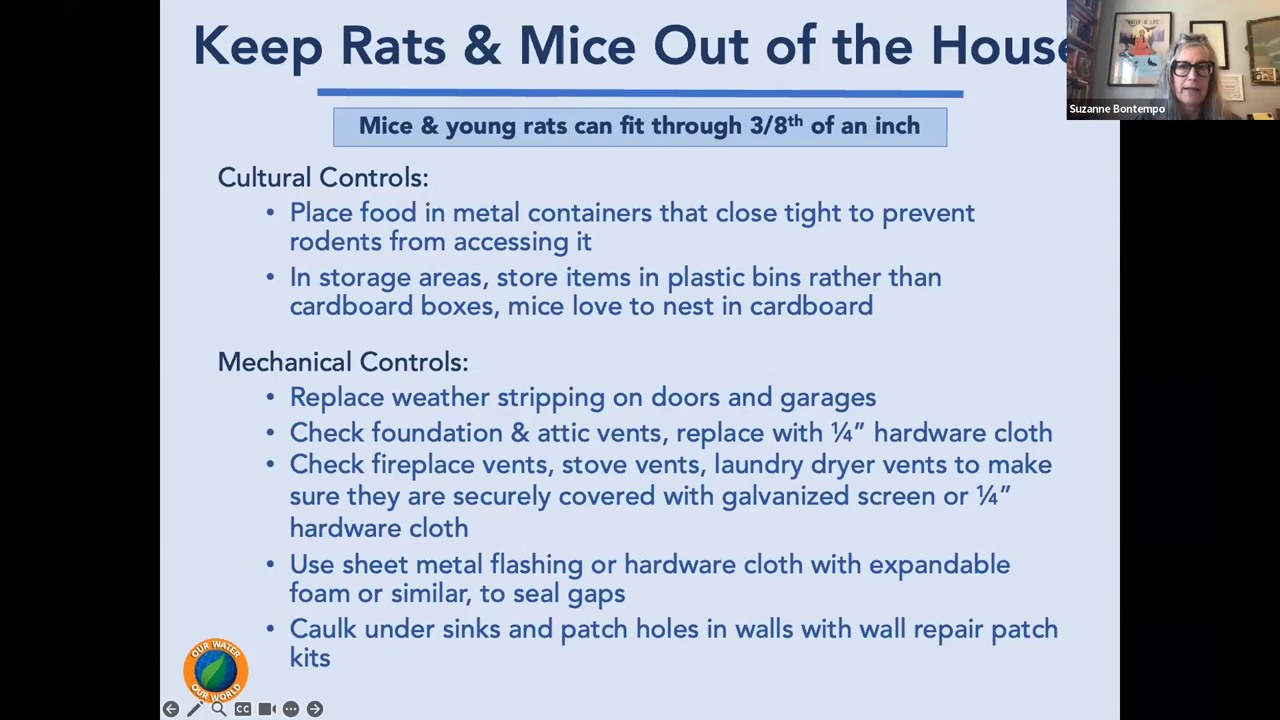 Keep Rats & Mice Out of the House
Suzanne Bontempo
Mice & young rats can fit through 3/8th of an inch
Cultural Controls:
• Place food in metal containers that close tight to prevent
rodents from accessing it
• In storage areas, store items in plastic bins rather than
cardboard boxes, mice love to nest in cardboard
Mechanical Controls:
• Replace weather stripping on doors and garages
• Check foundation & attic vents, replace with ¼” hardware cloth
• Check fireplace vents, stove vents, laundry dryer vents to make
sure they are securely covered with galvanized screen or ¼”
hardware cloth
• Use sheet metal flashing or hardware cloth with expandable
foam or similar, to seal gaps
• Caulk under sinks and patch holes in walls with wall repair patch
kits
OUR WATER
OUR WORLD
CC